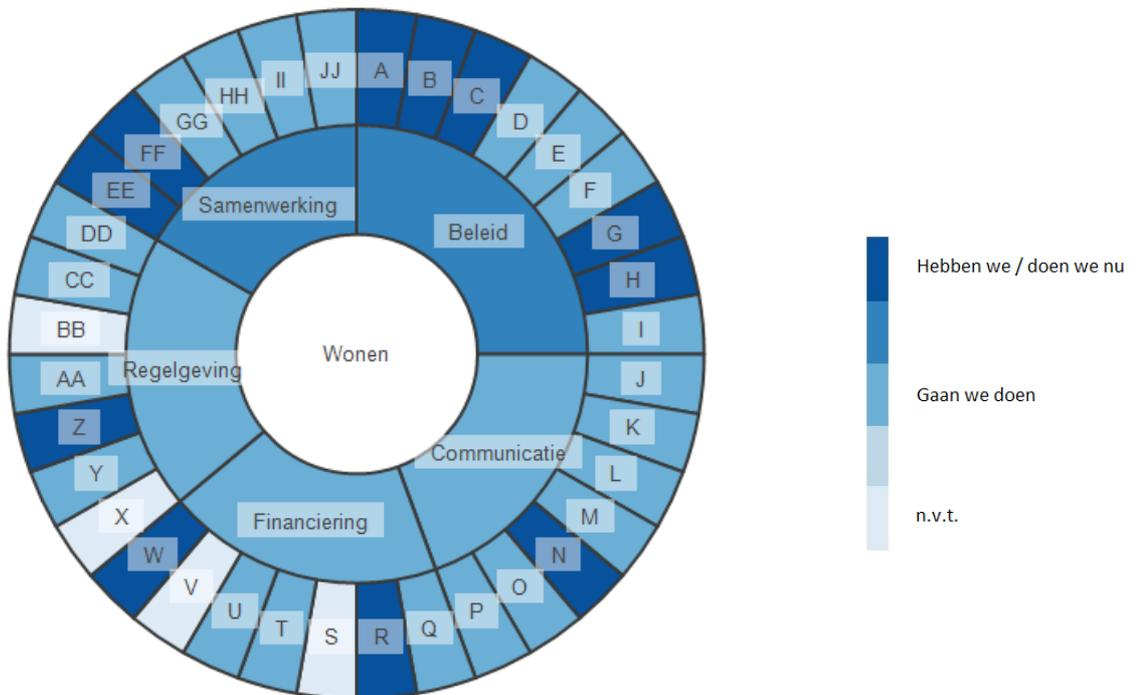 A
B
C
D
E
F
G
H
I
J
K
L
M
N
O
P
Q
R
S
T
U
V
W
X
Y
Z
AA
BB
CC
DD
EE
FF
GG
HH
II
JJ
Samenwerking
Beleid
Wonen
Regelgeving
Communicatie
Financiering
Hebben we / doen we nu
Gaan we doen
n.v.t.